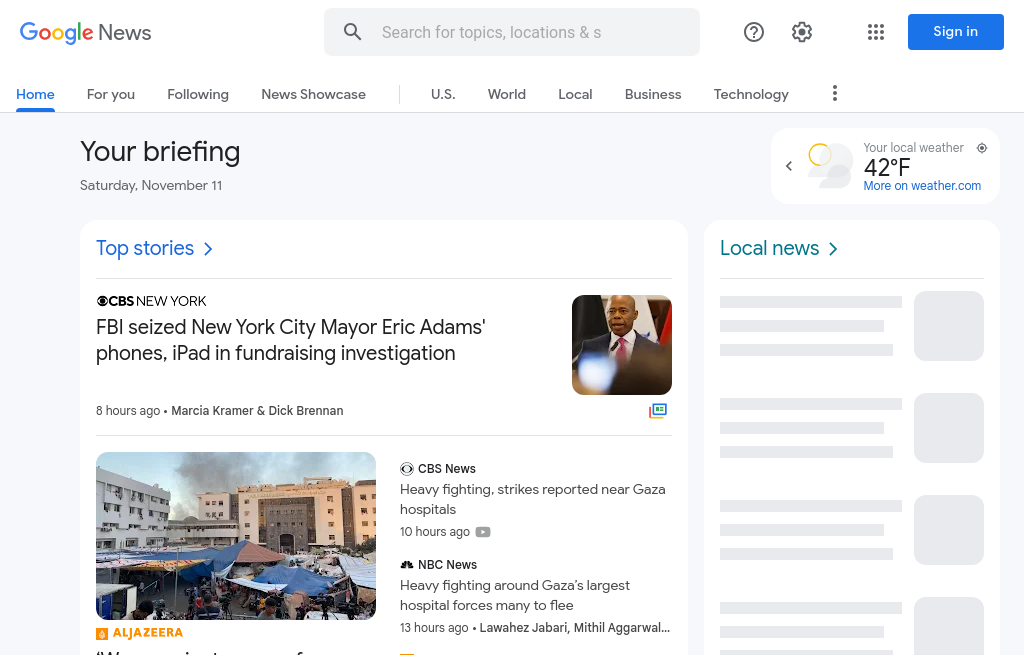 Google News
Search for topics, locations & s
Sign in
Home
For you
Following
News Showcase
U.S.
World
Local
Business
Technology
Your briefing
Saturday, November 11
Your local weather
42°F
More on weather.com
Top stories
CBS NEW YORK
FBI seized New York City Mayor Eric Adams'
phones, iPad in fundraising investigation
8 hours ago • Marcia Kramer & Dick Brennan
CBS News
Heavy fighting, strikes reported near Gaza
hospitals
10 hours ago
NBC News
Heavy fighting around Gaza’s largest
hospital forces many to flee
13 hours ago • Lawahez Jabari, Mithil Aggarwal...
ALJAZEERA
Local news